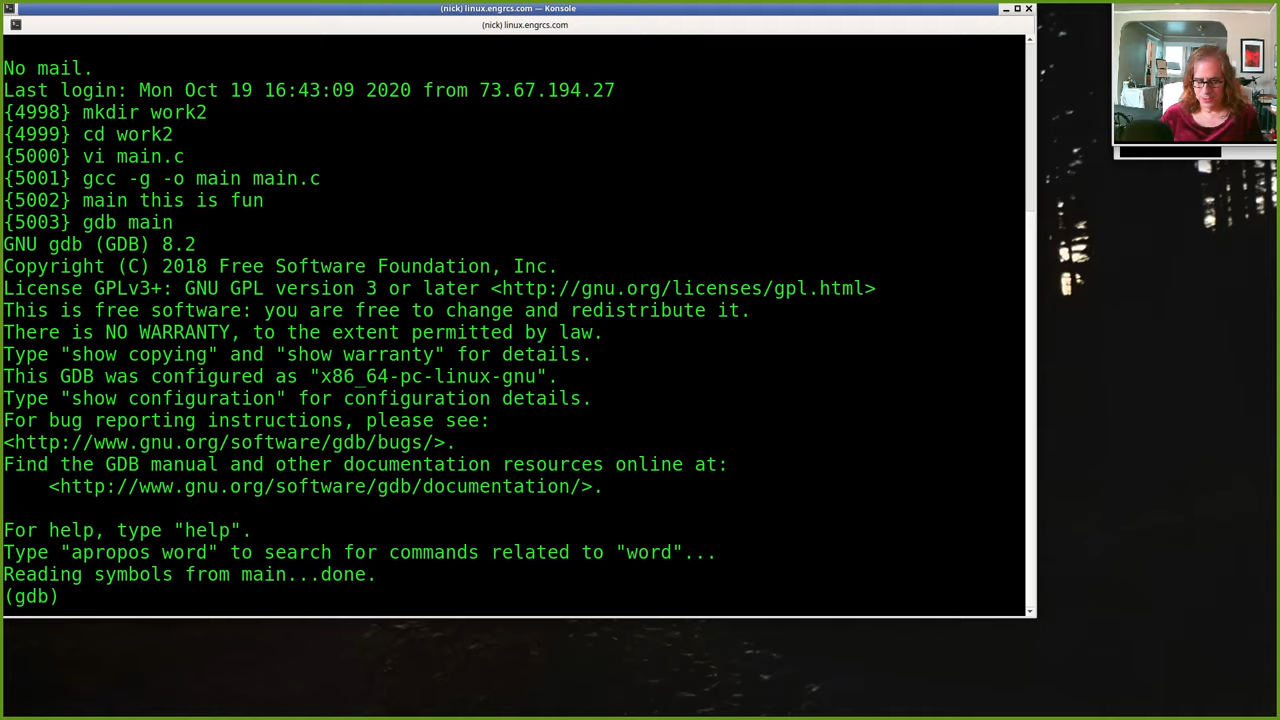 (nick) linux.engrcs.com — Konsole
(nick) linux.engrcs.com
No mail.
Last login: Mon Oct 19 16:43:09 2020 from 73.67.194.27
{4998} mkdir work2
{4999} cd work2
{5000} vi main.c
{5001} gcc -g -o main main.c
{5002} main this is fun
{5003} gdb main
GNU gdb (GDB) 8.2
Copyright (C) 2018 Free Software Foundation, Inc.
License GPLv3+: GNU GPL version 3 or later <http://gnu.org/licenses/gpl.html>
This is free software: you are free to change and redistribute it.
There is NO WARRANTY, to the extent permitted by law.
Type "show copying" and "show warranty" for details.
This GDB was configured as "x86_64-pc-linux-gnu".
Type "show configuration" for configuration details.
For bug reporting instructions, please see:
<http://www.gnu.org/software/gdb/bugs/>.
Find the GDB manual and other documentation resources online at:
    <http://www.gnu.org/software/gdb/documentation/>.
For help, type "help".
Type "apropos word" to search for commands related to "word"...
Reading symbols from main...done.
(gdb)